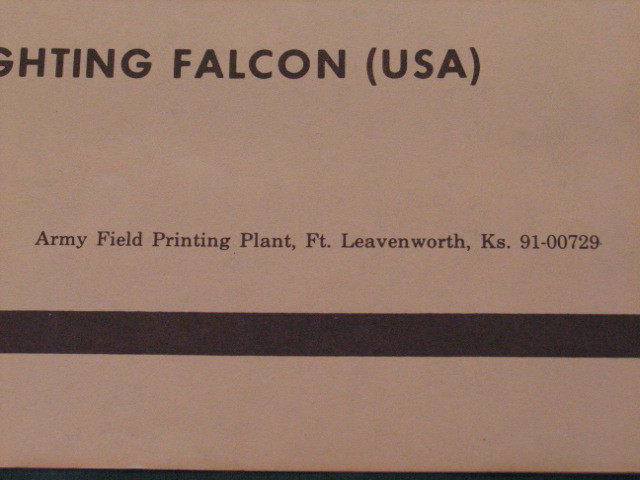 GHTING FALCON (USA)
Army Field Printing Plant, Ft. Leavenworth, Ks. 91-00729